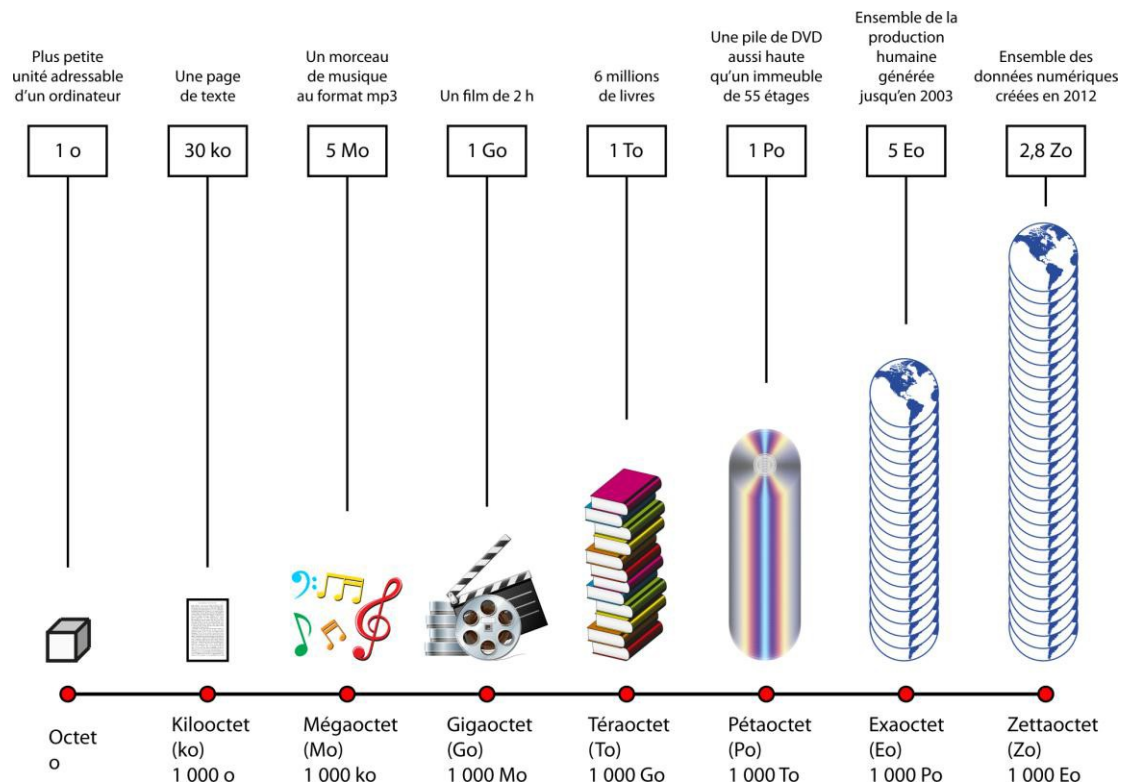 Plus petite
unité adressable
d'un ordinateur
1 o
Une page
de texte
30 ko
Un morceau
de musique
au format mp3
5 Mo
Un film de 2 h
1 Go
6 millions
de livres
1 To
Une pile de DVD
aussi haute
qu'un immeuble
de 55 étages
1 Po
Ensemble de la
production
humaine
générée
jusqu'en 2003
5 Eo
Ensemble des
données numériques
créées en 2012
2,8 Zo
Octet
o
Kilooctet
(ko)
1 000 o
Mégaoctet
(Mo)
1 000 ko
Gigaoctet
(Go)
1 000 Mo
Téraoctet
(To)
1 000 Go
Pétaoctet
(Po)
1 000 To
Exaoctet
(Eo)
1 000 Po
Zettaoctet
(Zo)
1 000 Eo